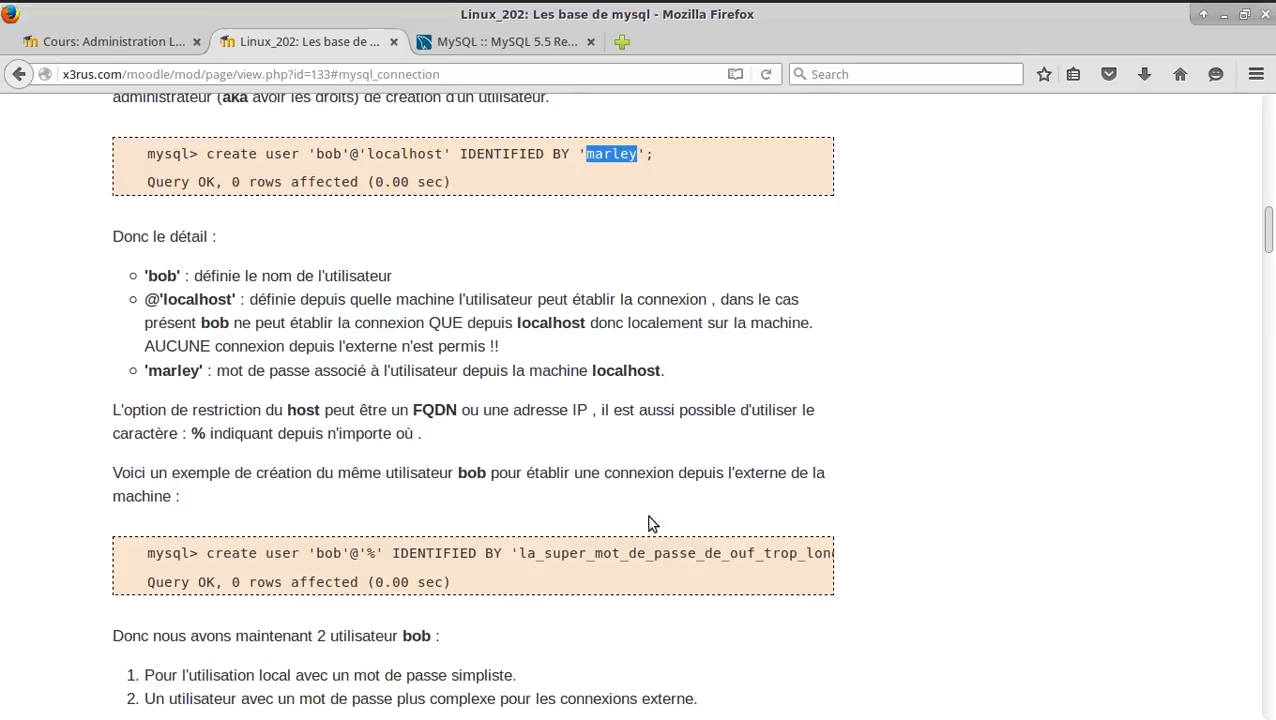 Linux_202: Les base de mysql - Mozilla Firefox
Cours: Administration L... × Linux_202: Les base de ... × MySQL :: MySQL 5.5 Re... ×
x3rus.com/moodle/mod/page/view.php?id=133#mysql_connection Search
administrateur (aka avoir les droits) de création d'un utilisateur.
mysql> create user 'bob'@'localhost' IDENTIFIED BY 'marley';
Query OK, 0 rows affected (0.00 sec)
Donc le détail :
'bob' : définie le nom de l'utilisateur
@'localhost' : définie depuis quelle machine l'utilisateur peut établir la connexion , dans le cas
présent bob ne peut établir la connexion QUE depuis localhost donc localement sur la machine.
AUCUNE connexion depuis l'externe n'est permis !!
'marley' : mot de passe associé à l'utilisateur depuis la machine localhost.
L'option de restriction du host peut être un FQDN ou une adresse IP , il est aussi possible d'utiliser le
caractère : % indiquant depuis n'importe où .
Voici un exemple de création du même utilisateur bob pour établir une connexion depuis l'externe de la
machine :
mysql> create user 'bob'@'%' IDENTIFIED BY 'la_super_mot_de_passe_de_ouf_trop_lon
Query OK, 0 rows affected (0.00 sec)
Donc nous avons maintenant 2 utilisateur bob :
1. Pour l'utilisation local avec un mot de passe simpliste.
2. Un utilisateur avec un mot de passe plus complexe pour les connexions externe.